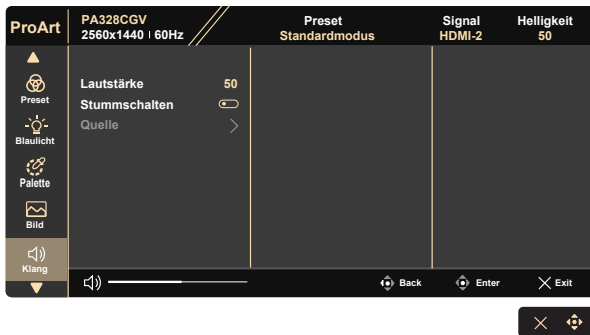 ProArt
PA328CGV
2560x1440 60Hz
Preset
Standardmodus
Signal
HDMI-2
Helligkeit
50
Preset
Blaulicht
Palette
Bild
Klang
Lautstärke 50
Stummschalten
Quelle
Back Enter Exit